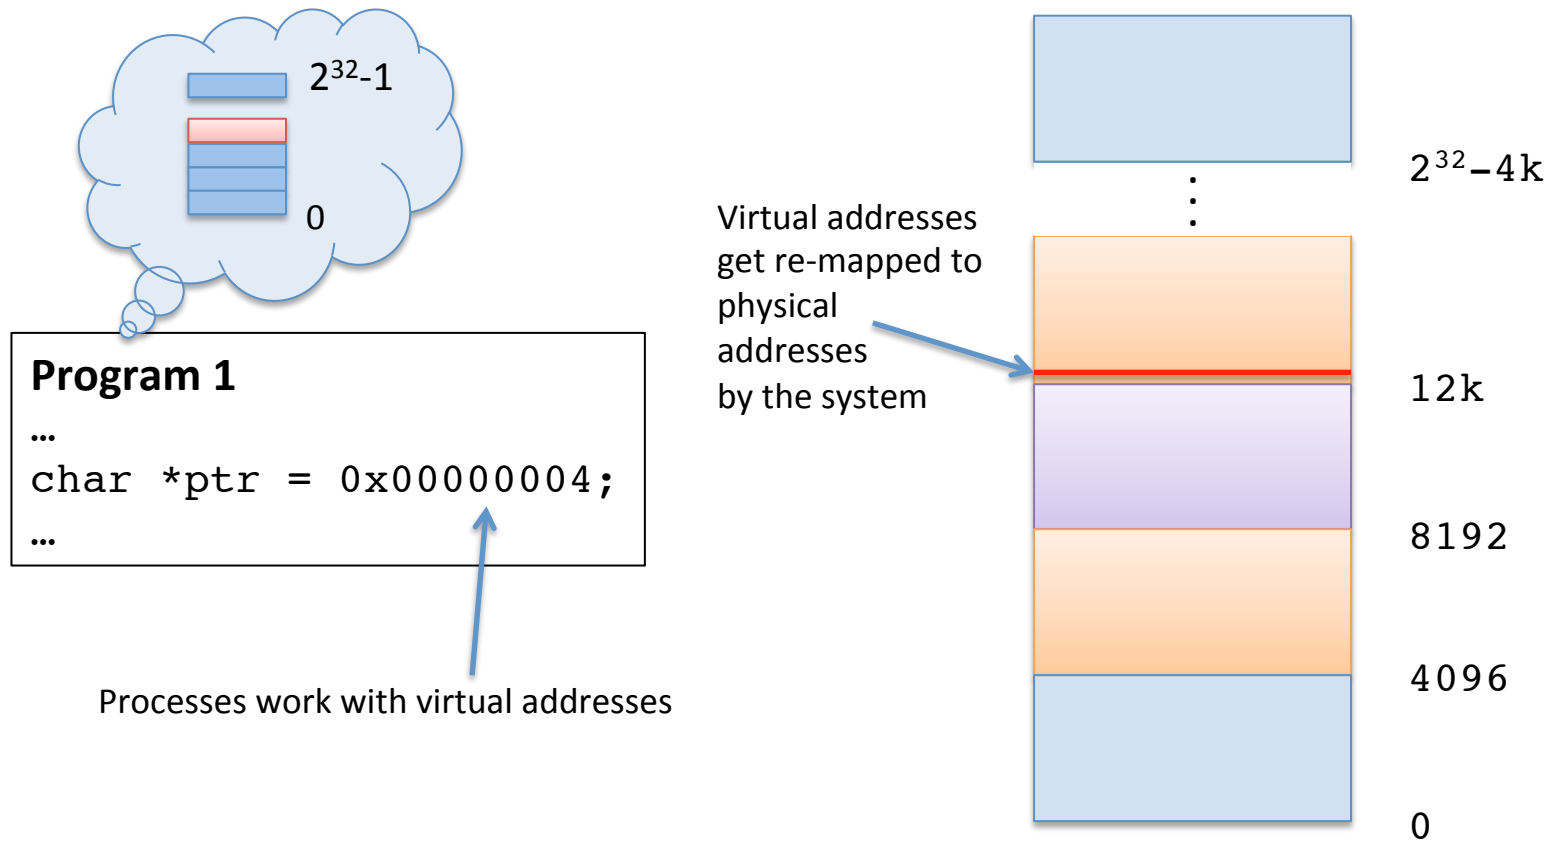 2³²-1
0
Program 1
…
char *ptr = 0x00000004;
…
Processes work with virtual addresses
Virtual addresses
get re-mapped to
physical
addresses
by the system
2³²-4k
12k
8192
4096
0